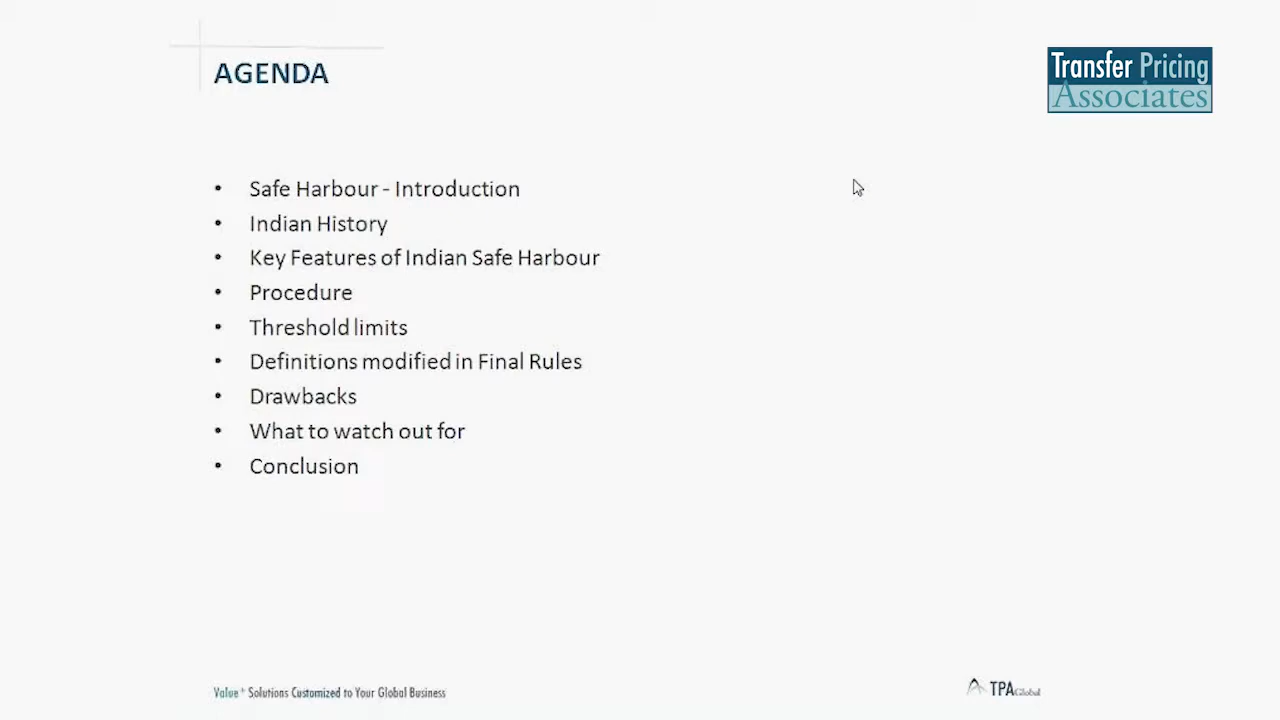 AGENDA
Transfer Pricing
Associates
• Safe Harbour - Introduction
• Indian History
• Key Features of Indian Safe Harbour
• Procedure
• Threshold limits
• Definitions modified in Final Rules
• Drawbacks
• What to watch out for
• Conclusion
Value+ Solutions Customized to Your Global Business
TPA Global